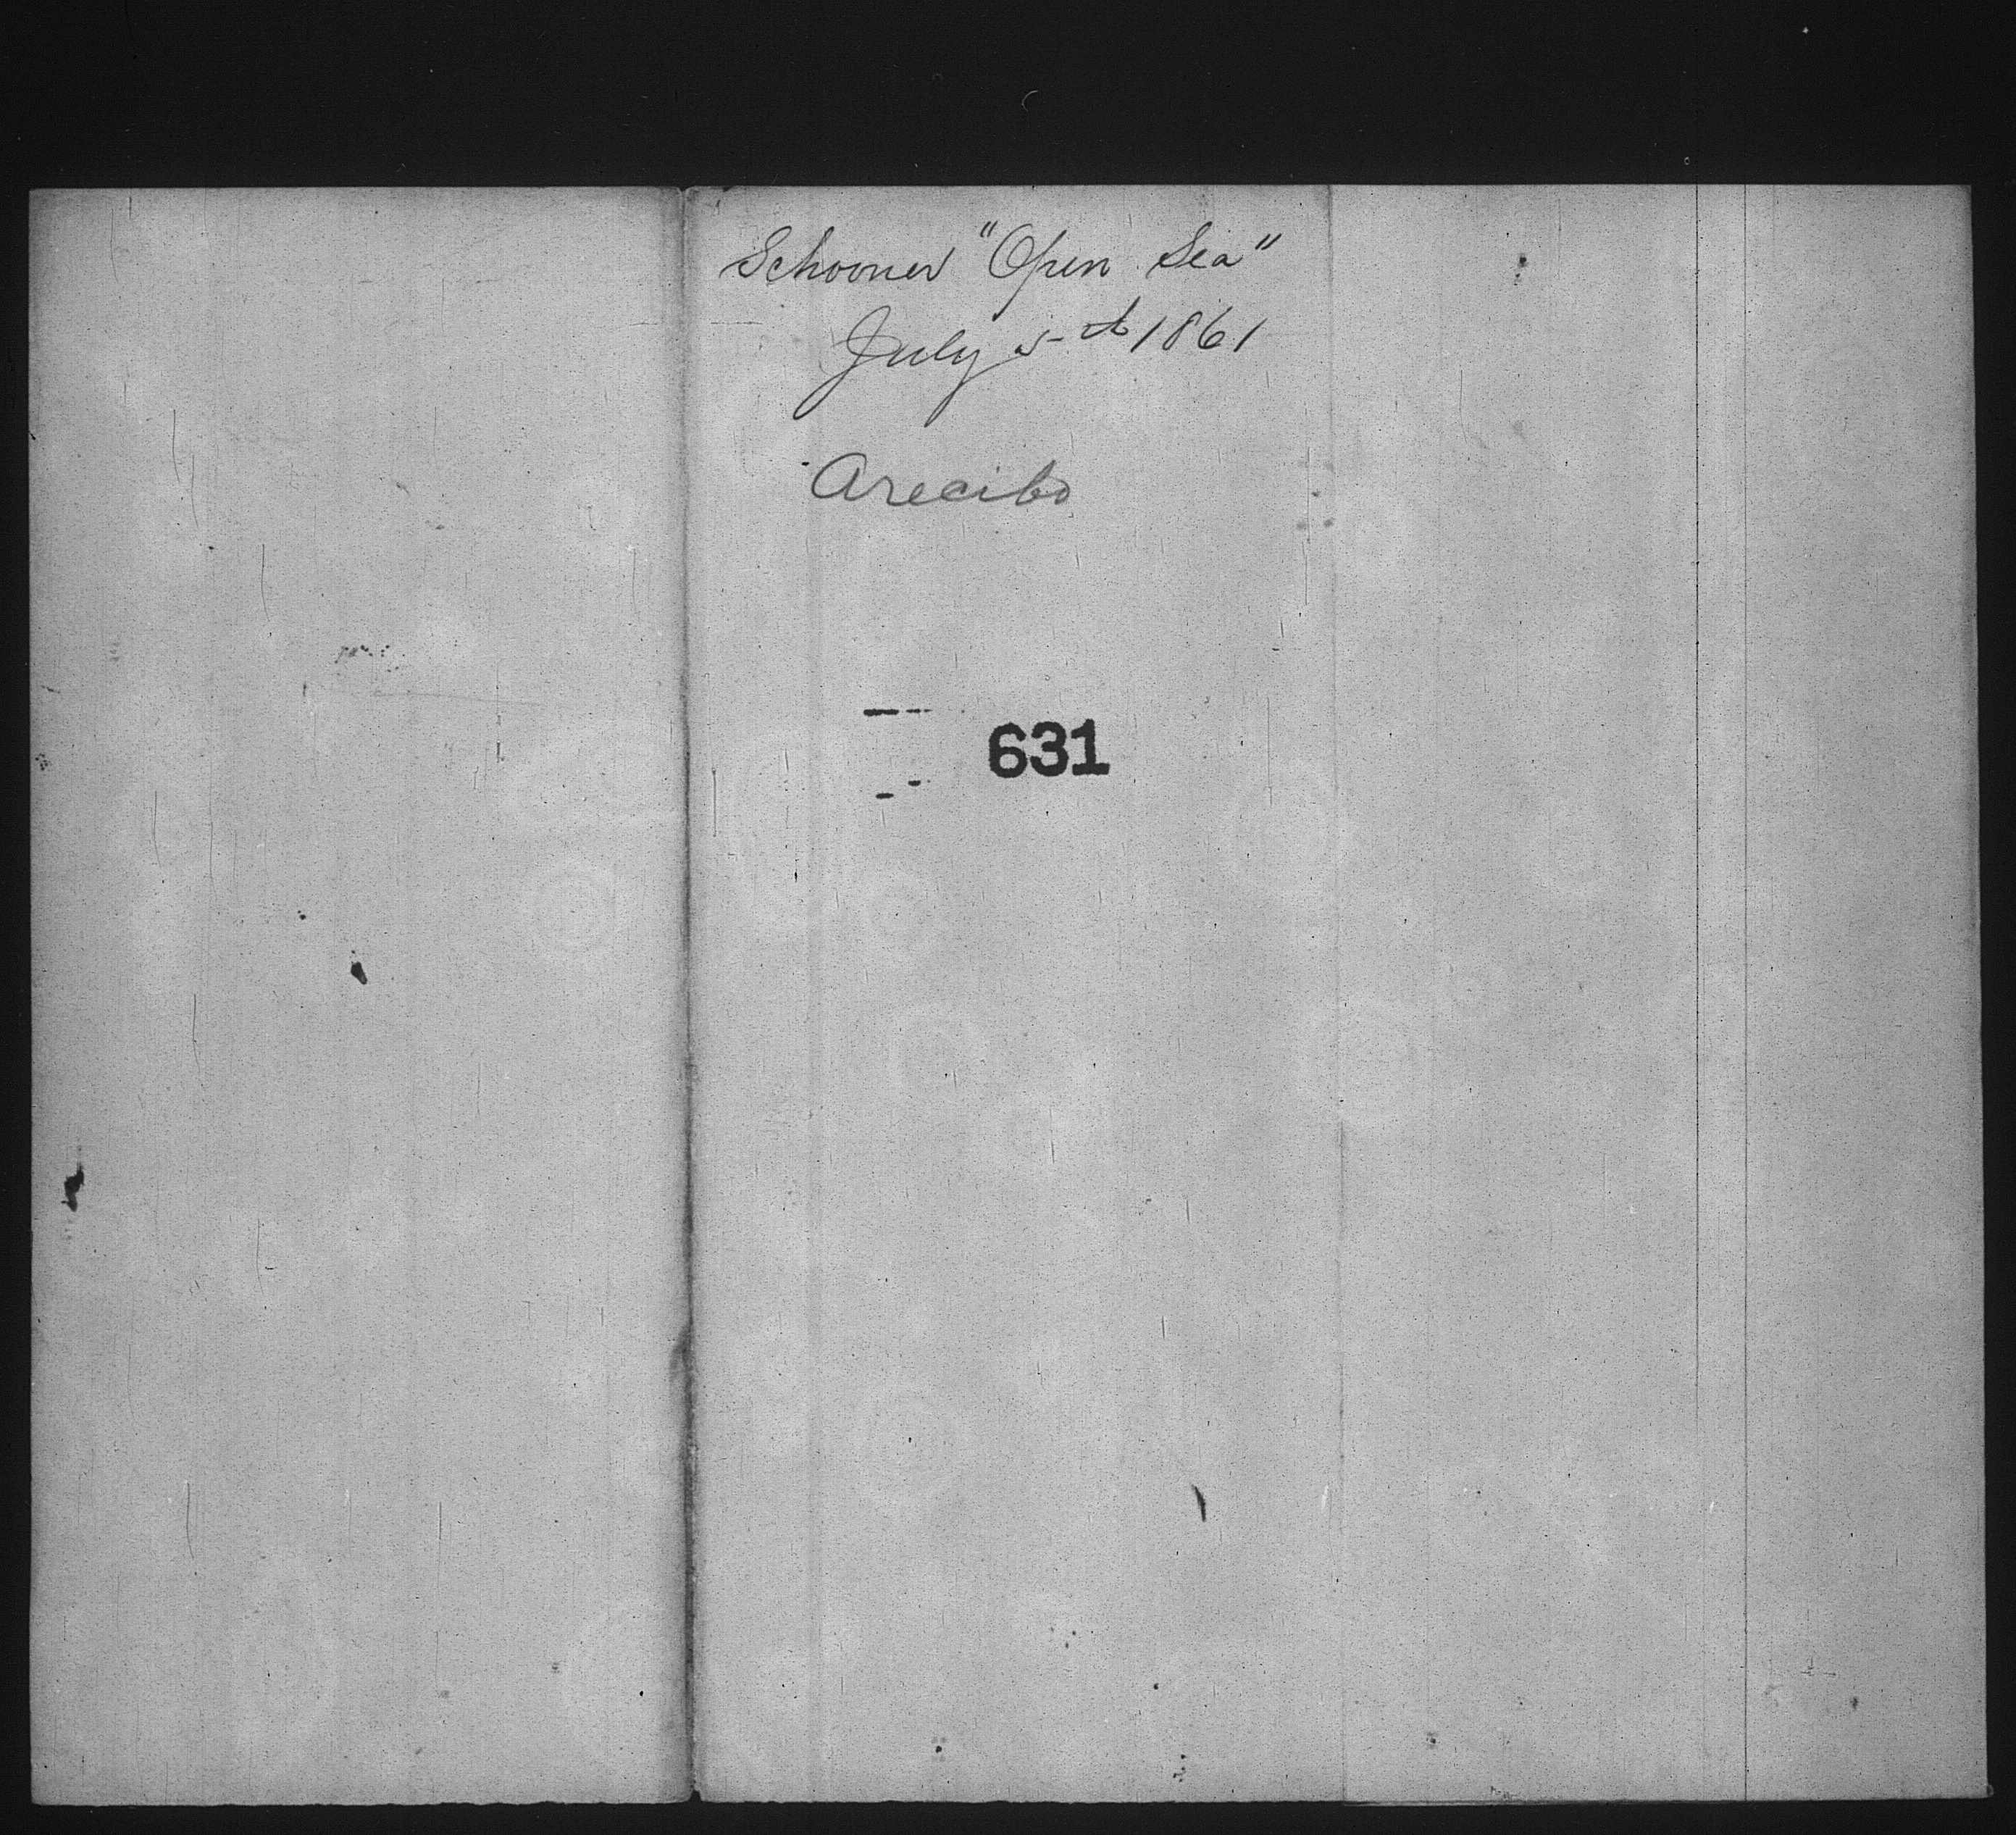 Schooner "Open Sea"
July 5th 1861
Arecibo
631